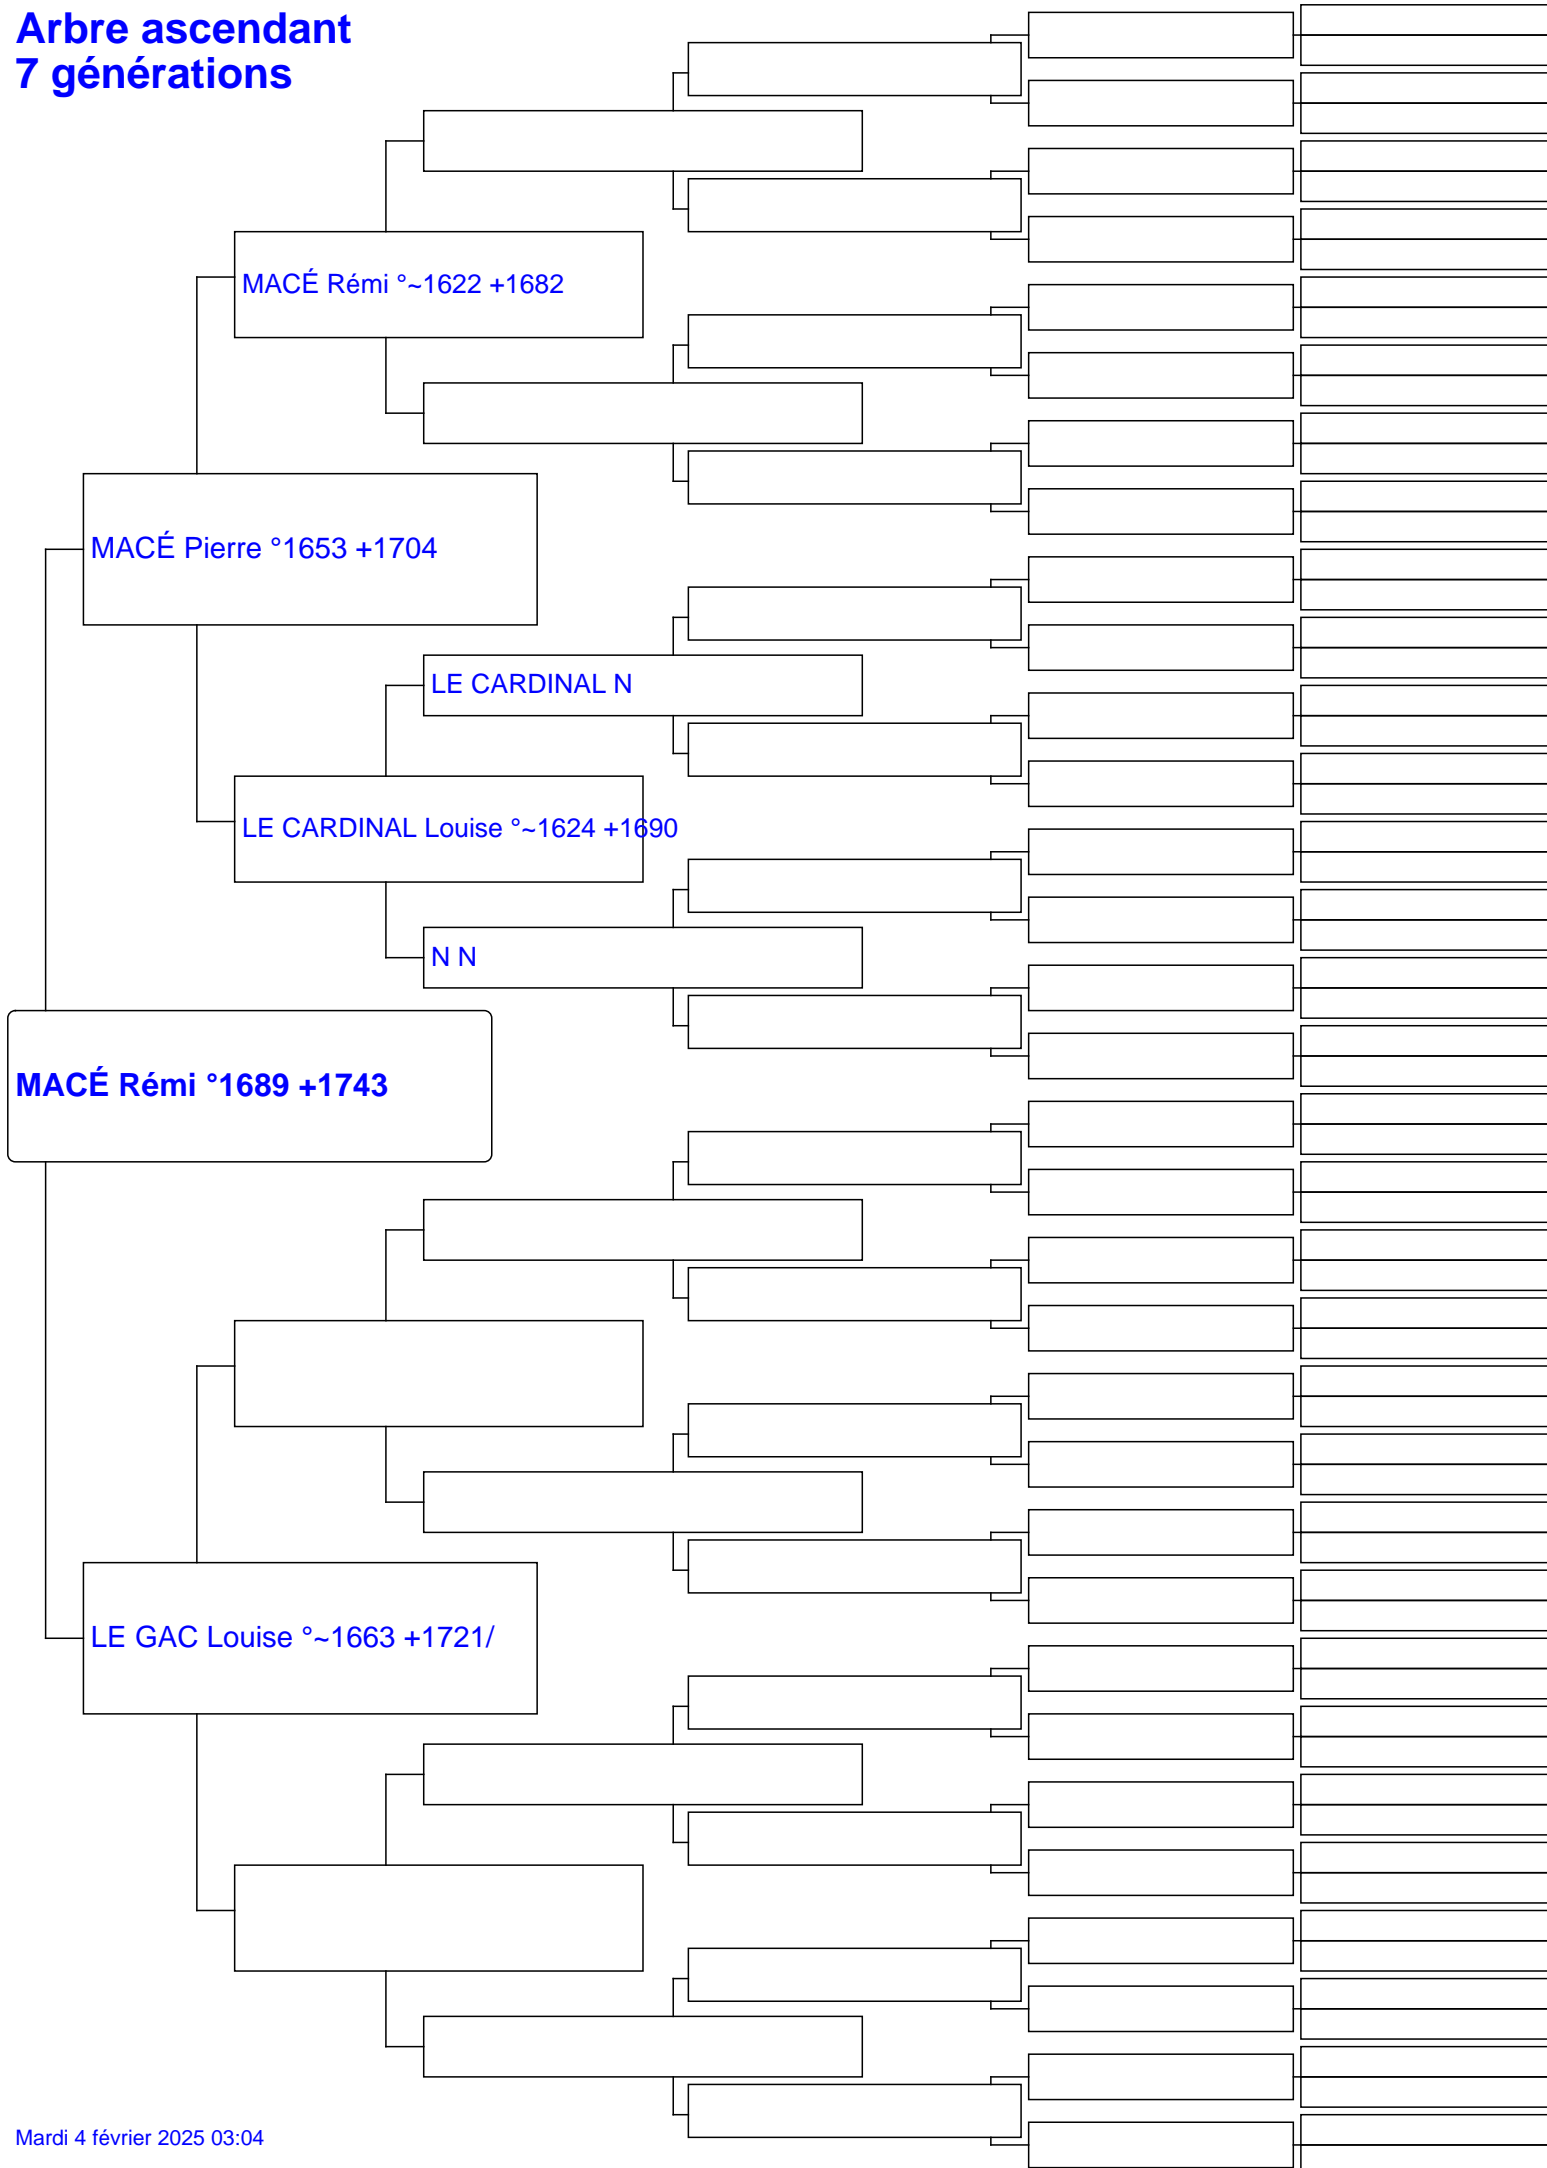 Arbre ascendant
7 générations
MACÉ Rémi °~1622 +1682
MACÉ Pierre °1653 +1704
LE CARDINAL N
LE CARDINAL Louise °~1624 +1690
N N
MACÉ Rémi °1689 +1743
LE GAC Louise °~1663 +1721/
Mardi 4 février 2025 03:04